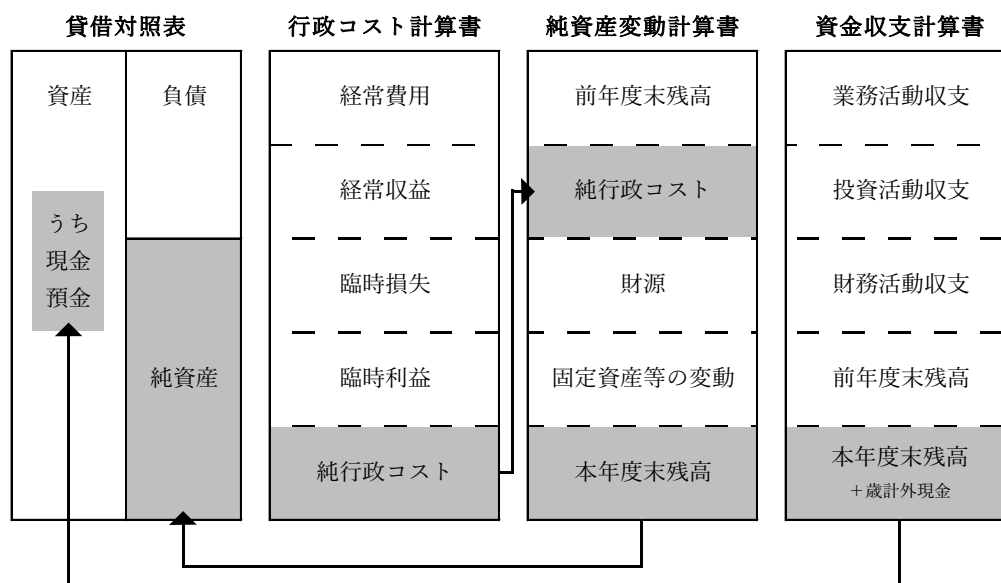 貸借対照表
資産
負債
うち
現金
預金
純資産
行政コスト計算書
経常費用
経常収益
臨時損失
臨時利益
純行政コスト
純資産変動計算書
前年度末残高
純行政コスト
財源
固定資産等の変動
本年度末残高
資金収支計算書
業務活動収支
投資活動収支
財務活動収支
前年度末残高
本年度末残高
＋歳計外現金